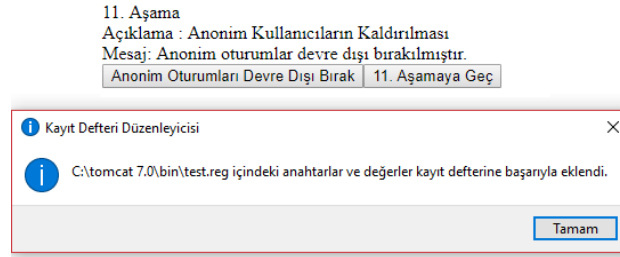 11. Aşama
Açıklama : Anonim Kullanıcıların Kaldırılması
Mesaj: Anonim oturumlar devre dışı bırakılmıştır.
Anonim Oturumları Devre Dışı Bırak 11. Aşamaya Geç
Kayıt Defteri Düzenleyicisi
C:\tomcat 7.0\bin\test.reg içindeki anahtarlar ve değerler kayıt defterine başarıyla eklendi.
Tamam